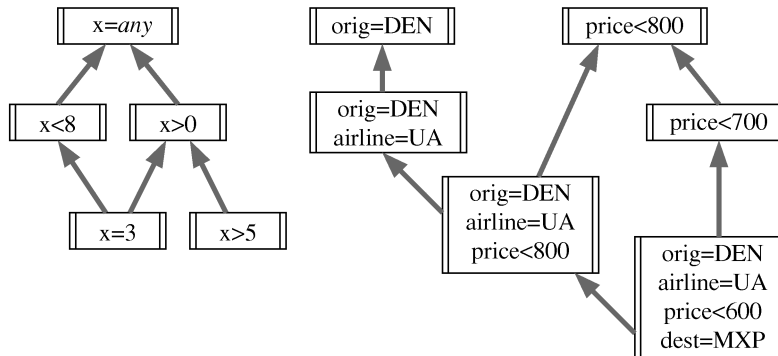 x=any
x<8
x>0
x=3
x>5
orig=DEN
orig=DEN
airline=UA
price<800
price<700
orig=DEN
airline=UA
price<800
orig=DEN
airline=UA
price<600
dest=MXP